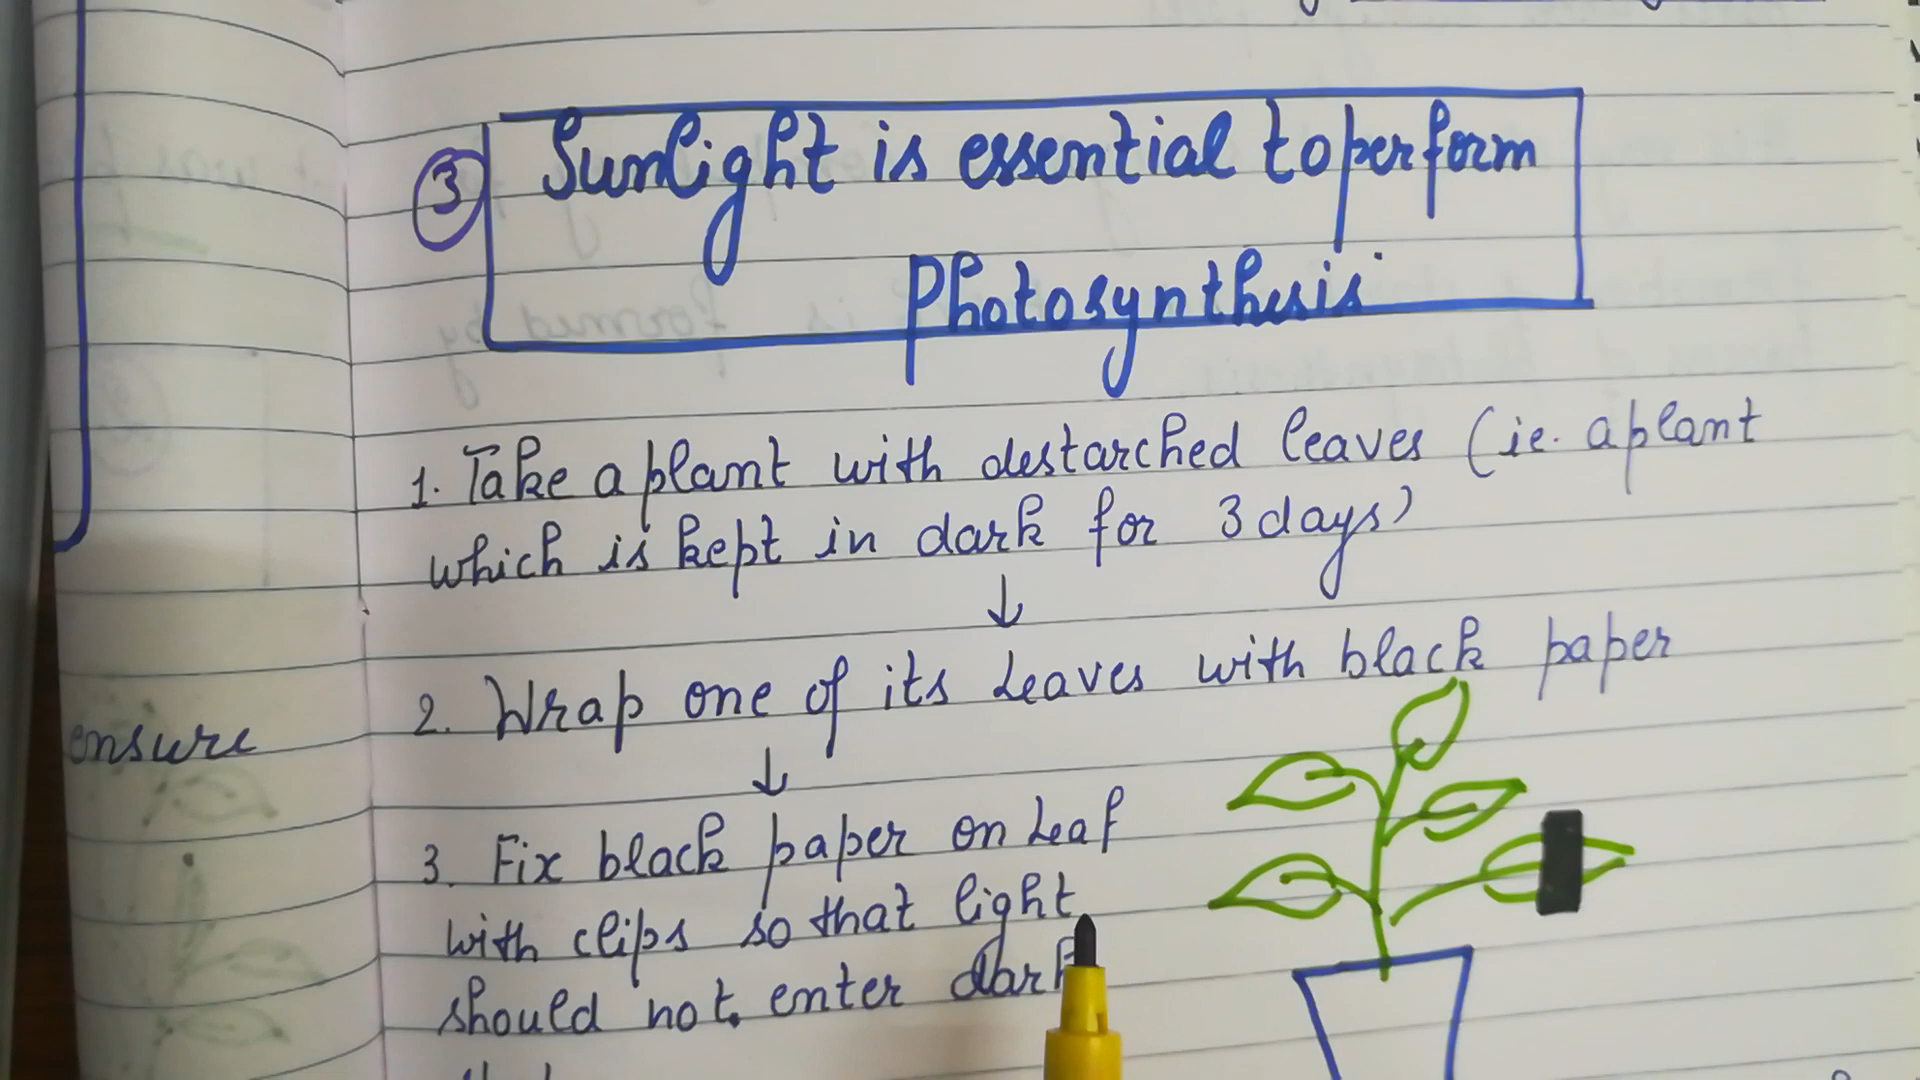 ③ Sunlight is essential to perform
Photosynthesis
1. Take a plant with destarched leaves (ie. a plant
which is kept in dark for 3 days)
↓
2. Wrap one of its Leaves with black paper
↓
3. Fix black paper on Leaf
with clips so that light
should not enter dark
ensure